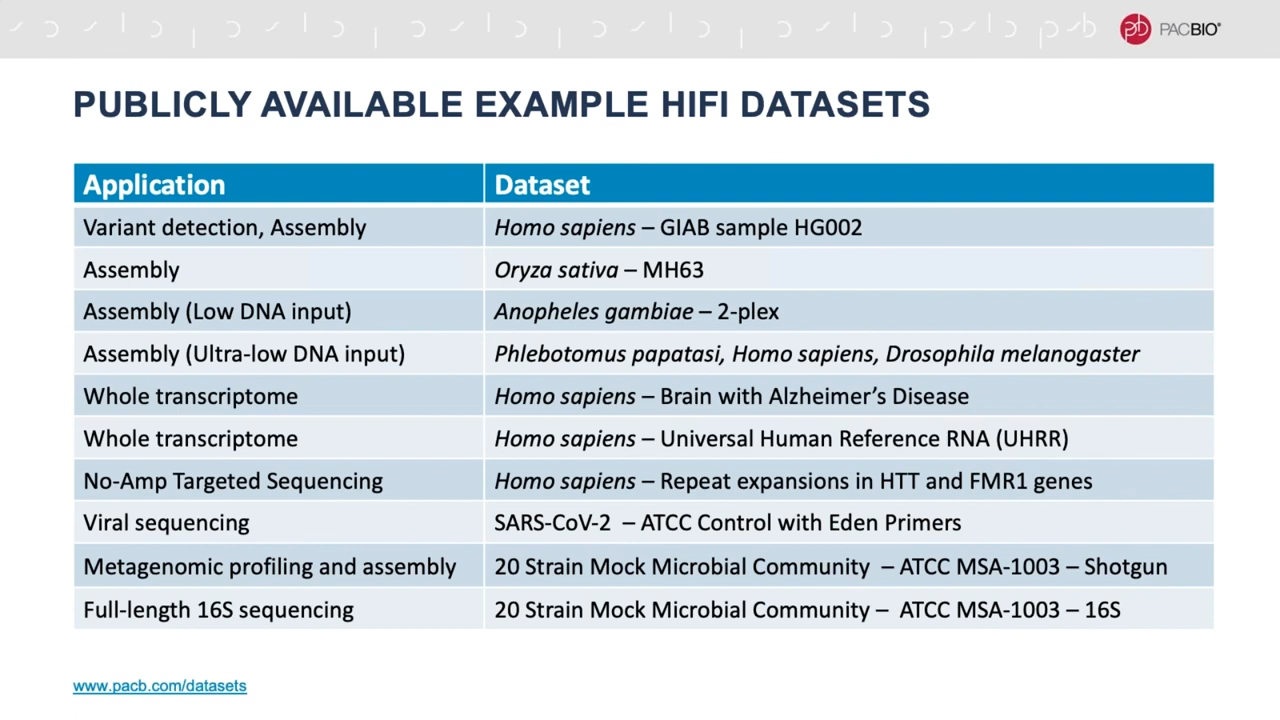 PACBIO®
PUBLICLY AVAILABLE EXAMPLE HIFI DATASETS
Application Dataset
Variant detection, Assembly Homo sapiens – GIAB sample HG002
Assembly Oryza sativa – MH63
Assembly (Low DNA input) Anopheles gambiae – 2-plex
Assembly (Ultra-low DNA input) Phlebotomus papatasi, Homo sapiens, Drosophila melanogaster
Whole transcriptome Homo sapiens – Brain with Alzheimer’s Disease
Whole transcriptome Homo sapiens – Universal Human Reference RNA (UHRR)
No-Amp Targeted Sequencing Homo sapiens – Repeat expansions in HTT and FMR1 genes
Viral sequencing SARS-CoV-2 – ATCC Control with Eden Primers
Metagenomic profiling and assembly 20 Strain Mock Microbial Community – ATCC MSA-1003 – Shotgun
Full-length 16S sequencing 20 Strain Mock Microbial Community – ATCC MSA-1003 – 16S
www.pacb.com/datasets